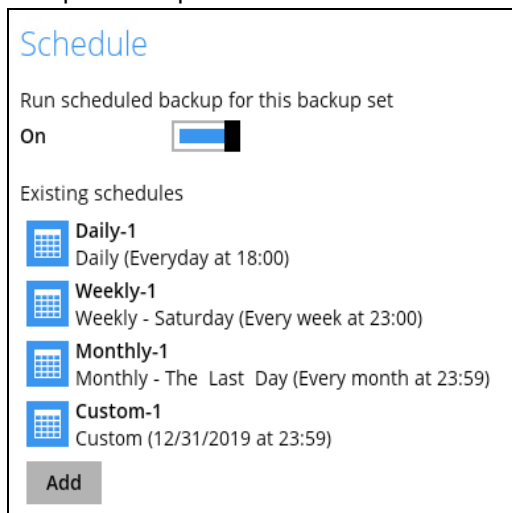 Schedule
Run scheduled backup for this backup set
On
Existing schedules
Daily-1
Daily (Everyday at 18:00)
Weekly-1
Weekly - Saturday (Every week at 23:00)
Monthly-1
Monthly - The Last Day (Every month at 23:59)
Custom-1
Custom (12/31/2019 at 23:59)
Add